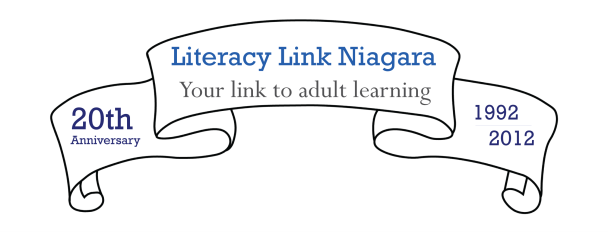 Literacy Link Niagara
Your link to adult learning
20th
Anniversary
1992
2012